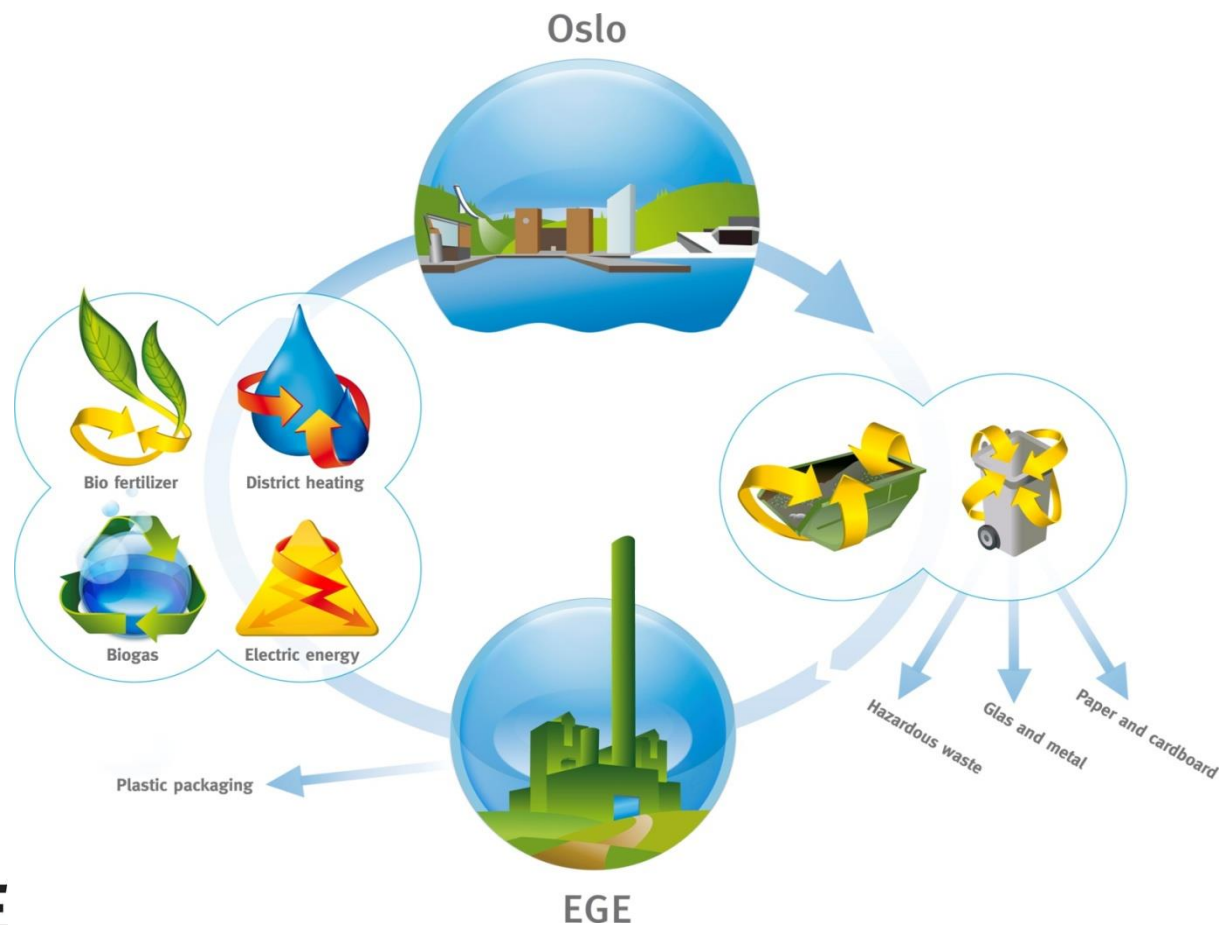 Oslo
Bio fertilizer
District heating
Biogas
Electric energy
Hazardous waste
Glas and metal
Paper and cardboard
Plastic packaging
EGE